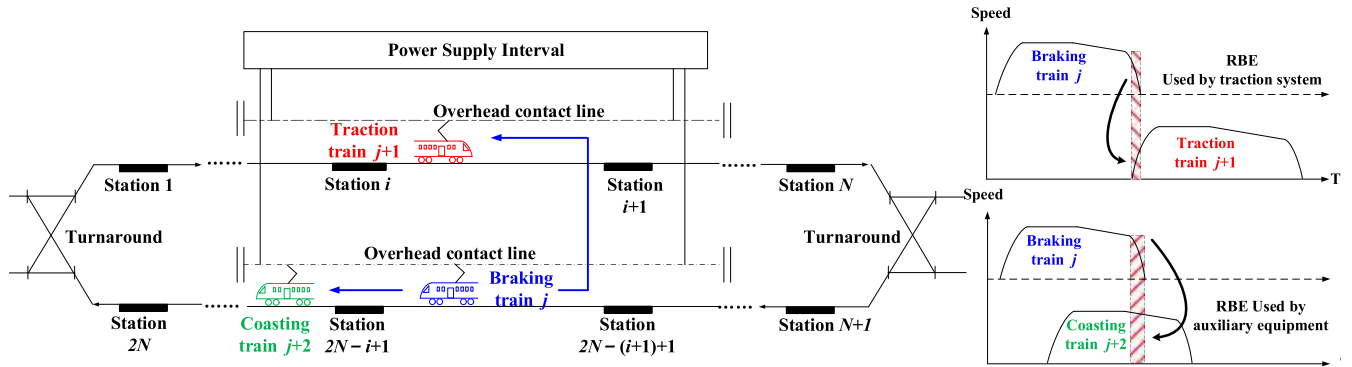 Power Supply Interval
Overhead contact line
Traction
train j+1
Station 1
Station i
Station
i+1
Station N
Turnaround
Turnaround
Overhead contact line
Braking
train j
Station
2N
Coasting
train j+2
Station
2N−i+1
Station
2N−(i+1)+1
Station N+1
Speed
Braking
train j
RBE
Used by traction system
Traction
train j+1
T
Speed
Braking
train j
RBE Used by
auxiliary equipment
Coasting
train j+2